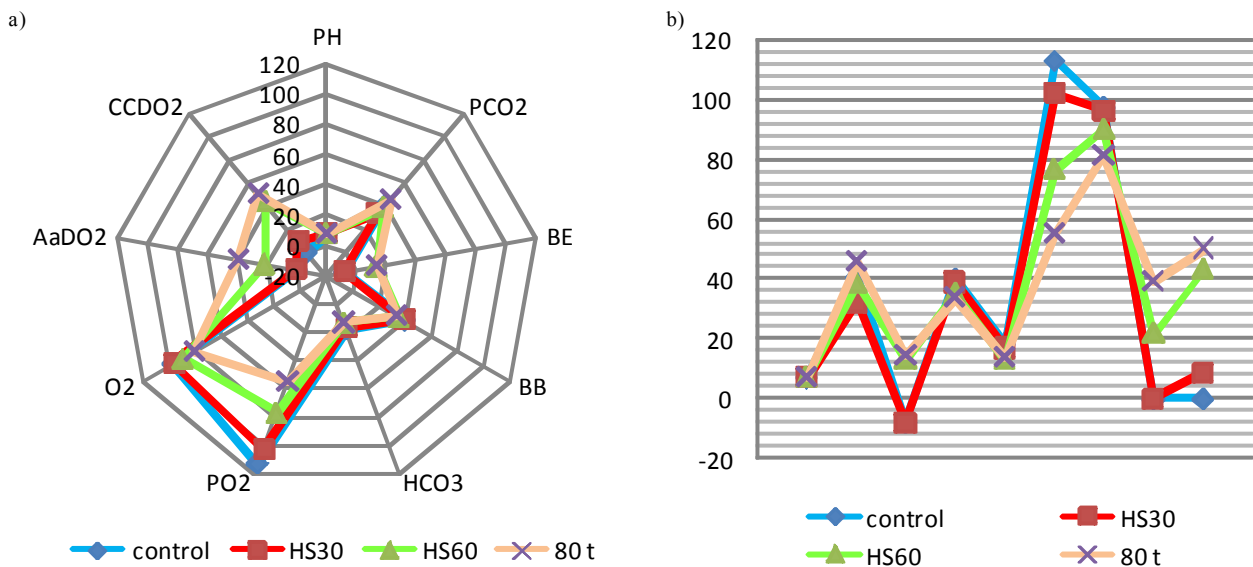 a)
PH
120
100
80
60
40
20
0
-20
PCO2
BE
BB
HCO3
PO2
O2
AaDO2
CCDO2
control HS30 HS60 80 t
b)
120
100
80
60
40
20
0
-20
control HS30
HS60 80 t